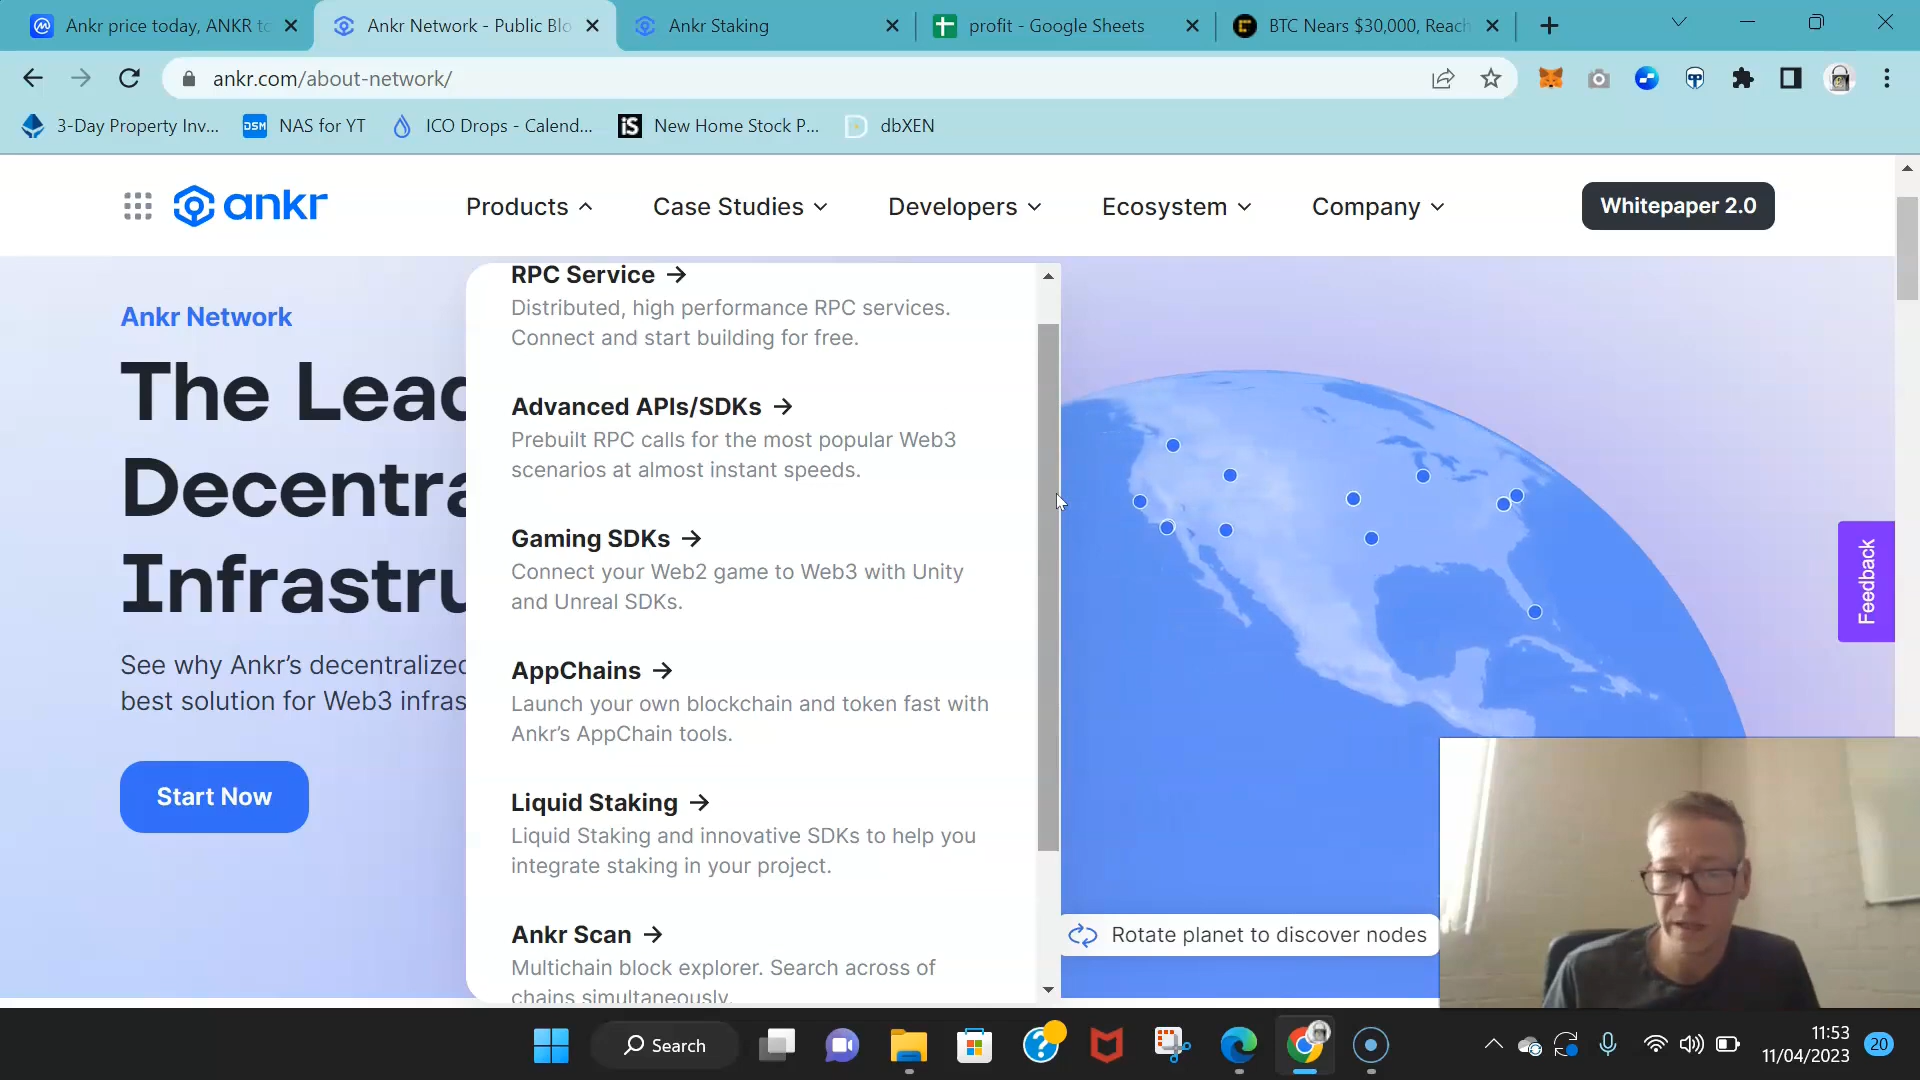 Ankr price today, ANKR to
Ankr Network - Public Blo
Ankr Staking
profit - Google Sheets
BTC Nears $30,000, Reach
ankr.com/about-network/
3-Day Property Inv...
DSM NAS for YT
ICO Drops - Calend...
iS New Home Stock P...
dbXEN
ankr
Products
Case Studies
Developers
Ecosystem
Company
Whitepaper 2.0
Ankr Network
The Lead
Decentra
Infrastru
See why Ankr's decentralized
best solution for Web3 infras
Start Now
RPC Service →
Distributed, high performance RPC services.
Connect and start building for free.
Advanced APIs/SDKs →
Prebuilt RPC calls for the most popular Web3
scenarios at almost instant speeds.
Gaming SDKs →
Connect your Web2 game to Web3 with Unity
and Unreal SDKs.
AppChains →
Launch your own blockchain and token fast with
Ankr's AppChain tools.
Liquid Staking →
Liquid Staking and innovative SDKs to help you
integrate staking in your project.
Ankr Scan →
Multichain block explorer. Search across of
chains simultaneously.
Rotate planet to discover nodes
Feedback
Search
11:53
11/04/2023
20